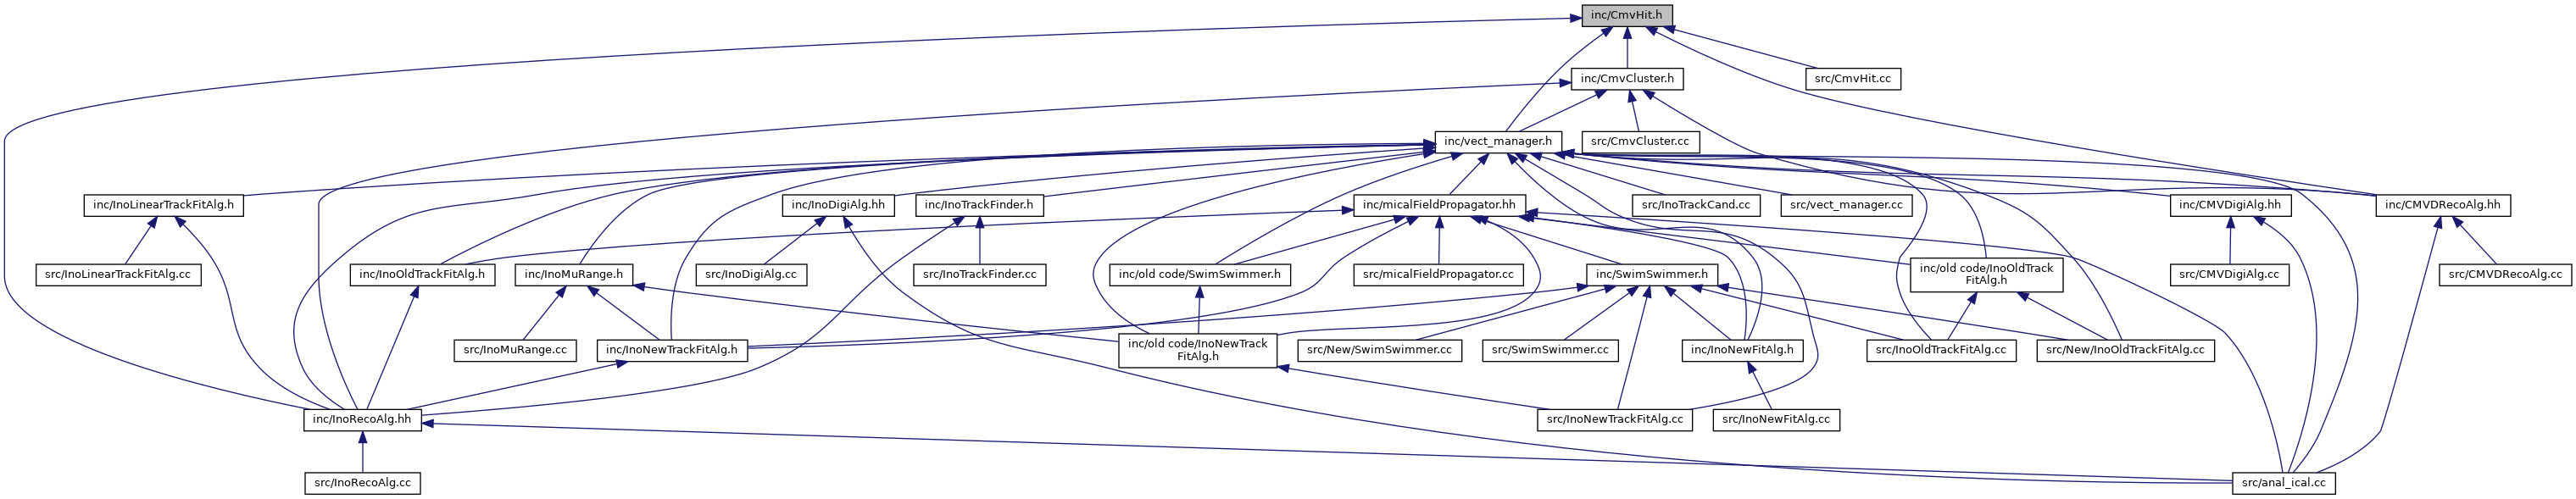 inc/CmvHit.h
inc/CmvCluster.h
src/CmvHit.cc
inc/vect_manager.h
src/CmvCluster.cc
inc/InoLinearTrackFitAlg.h
inc/InoDigiAlg.hh
inc/InoTrackFinder.h
inc/micalFieldPropagator.hh
src/InoTrackCand.cc
src/vect_manager.cc
inc/CMVDigiAlg.hh
inc/CMVDRecoAlg.hh
src/InoLinearTrackFitAlg.cc
inc/InoOldTrackFitAlg.h
inc/InoMuRange.h
src/InoDigiAlg.cc
src/InoTrackFinder.cc
inc/old code/SwimSwimmer.h
src/micalFieldPropagator.cc
inc/SwimSwimmer.h
inc/old code/InoOldTrack
FitAlg.h
src/CMVDigiAlg.cc
src/CMVDRecoAlg.cc
src/InoMuRange.cc
inc/InoNewTrackFitAlg.h
inc/old code/InoNewTrack
FitAlg.h
src/New/SwimSwimmer.cc
src/SwimSwimmer.cc
inc/InoNewFitAlg.h
src/InoOldTrackFitAlg.cc
src/New/InoOldTrackFitAlg.cc
inc/InoRecoAlg.hh
src/InoNewTrackFitAlg.cc
src/InoNewFitAlg.cc
src/InoRecoAlg.cc
src/anal_ical.cc